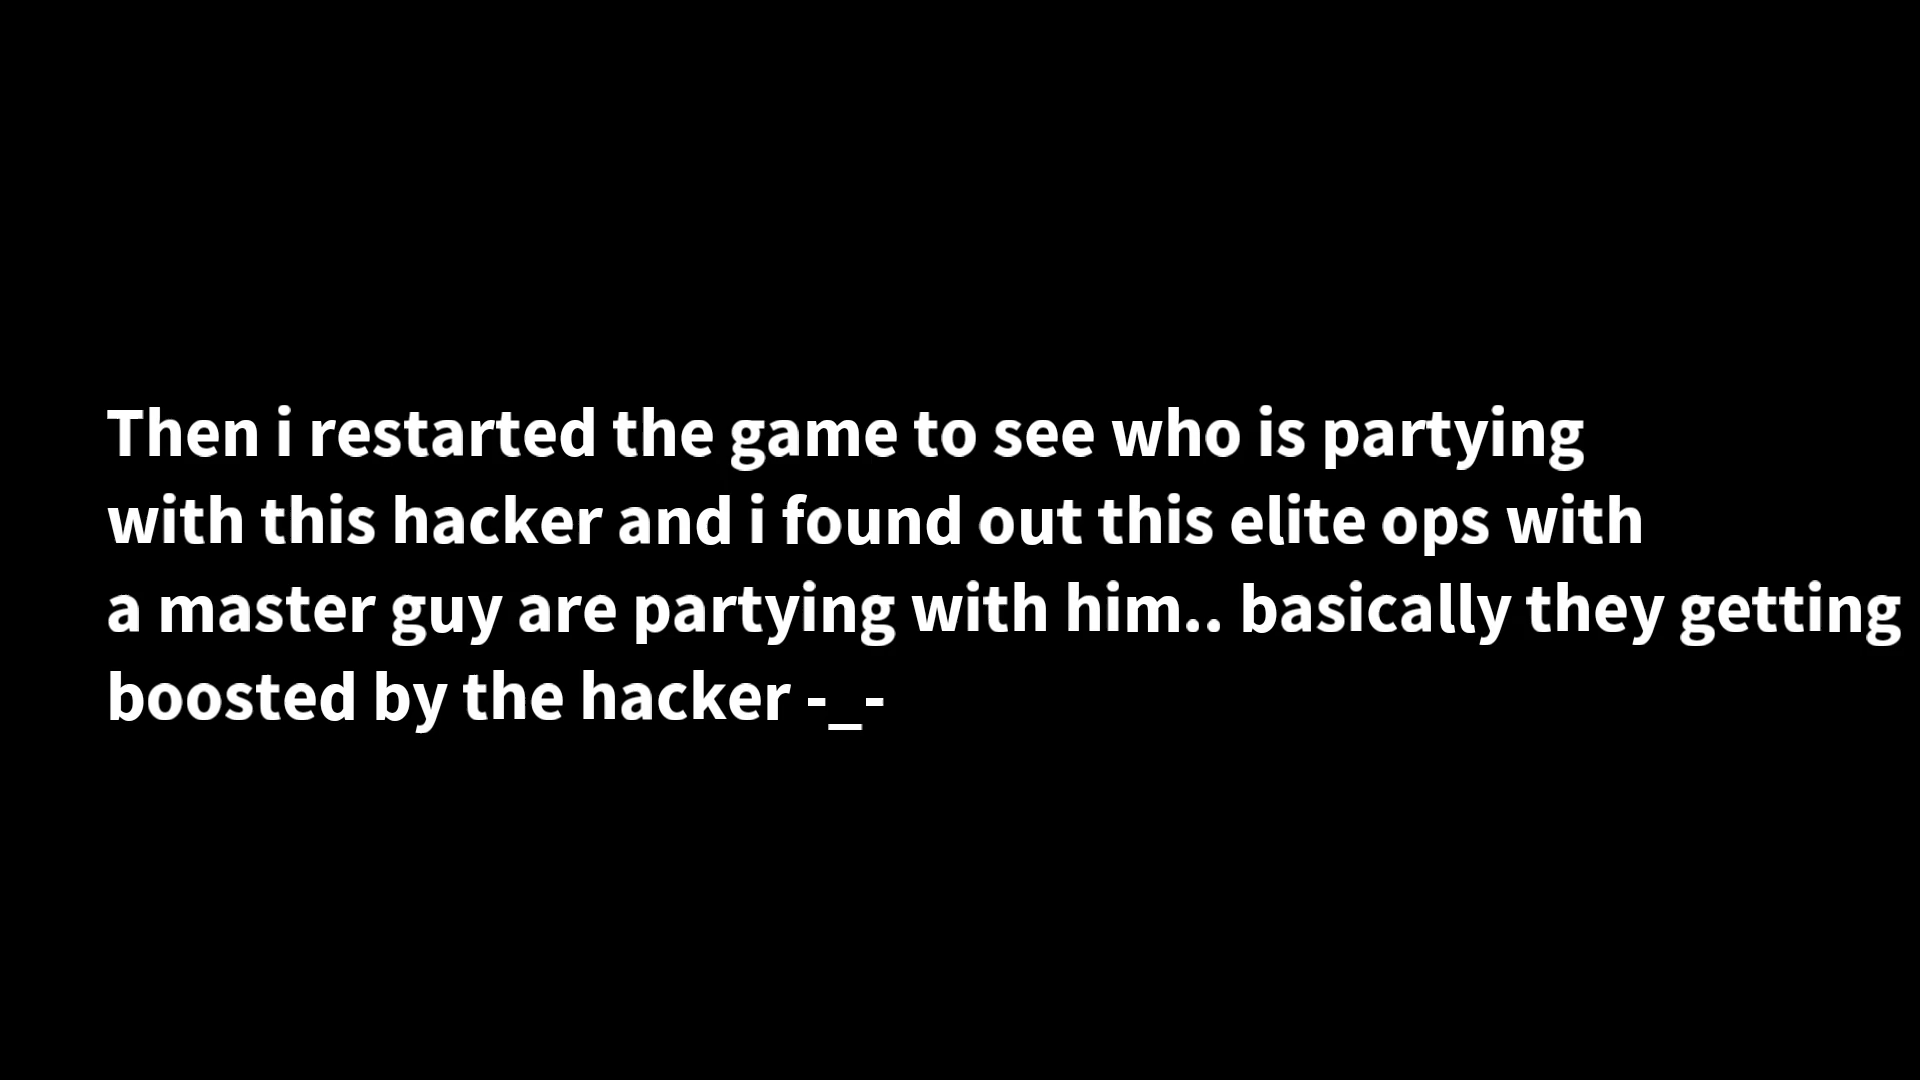 Then i restarted the game to see who is partying
with this hacker and i found out this elite ops with
a master guy are partying with him.. basically they getting
boosted by the hacker -_-